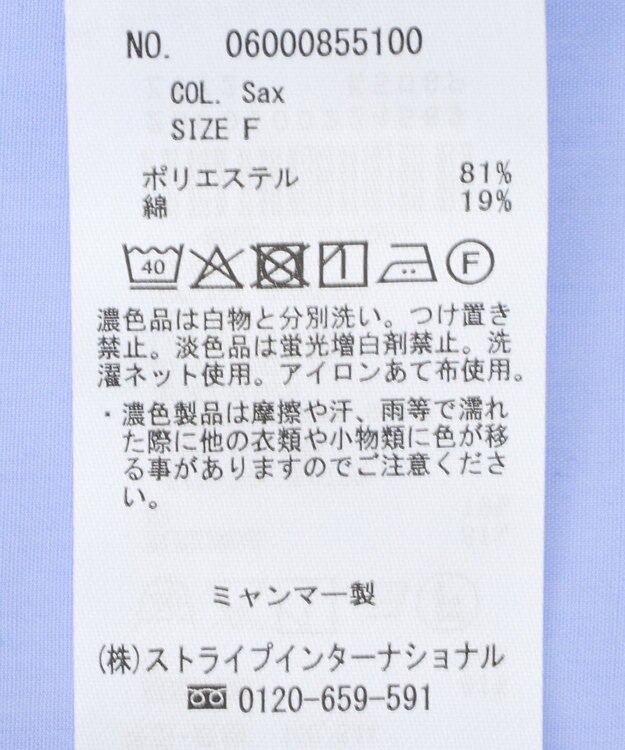 NO. 06000855100
COL. Sax
SIZE F
ポリエステル 81%
綿 19%
40 F
濃色品は白物と分別洗い。つけ置き
禁止。淡色品は蛍光増白剤禁止。洗
濯ネット使用。アイロンあて布使用。
・濃色製品は摩擦や汗、雨等で濡れ
た際に他の衣類や小物類に色が移
る事がありますのでご注意くださ
い。
ミャンマー製
(株)ストライプインターナショナル
0120-659-591